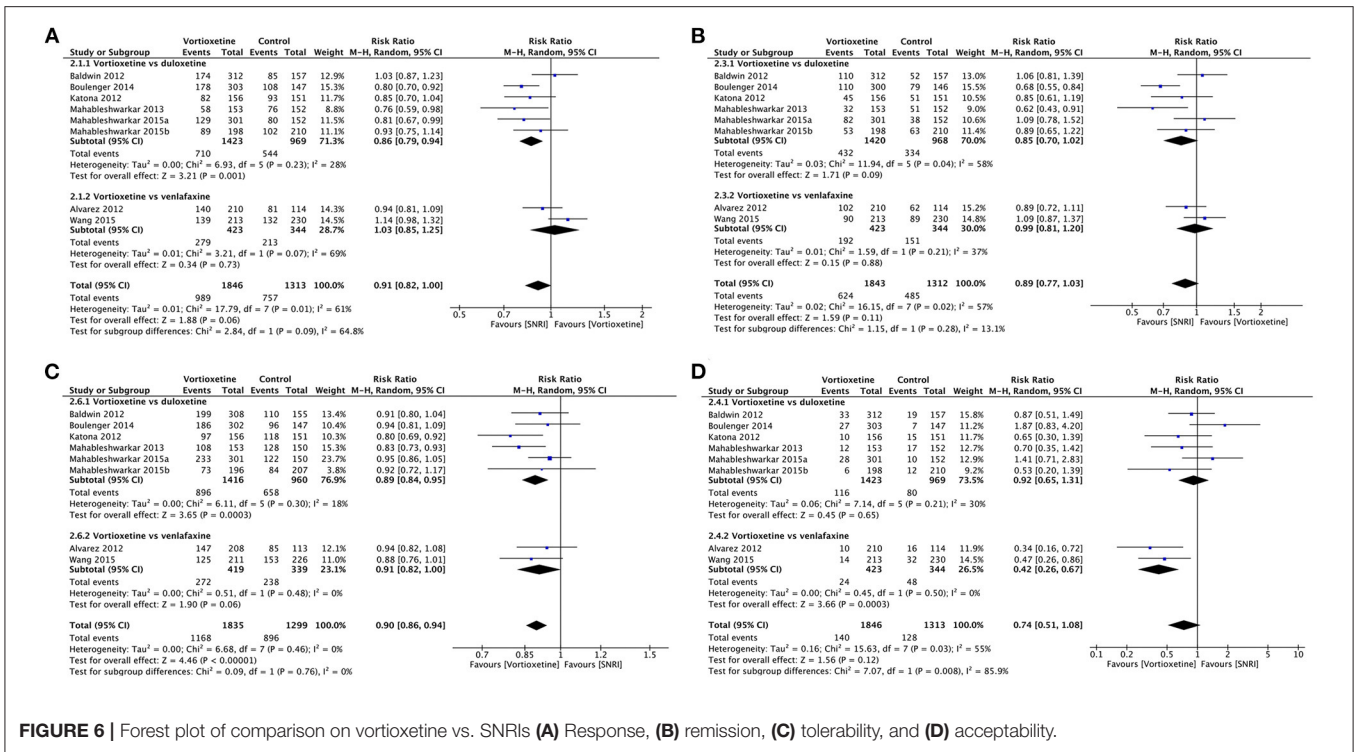 A
Vortioxetine Control Risk Ratio Risk Ratio
Study or Subgroup Events Total Events Total Weight M-H, Random, 95% CI M-H, Random, 95% CI
2.1.1 Vortioxetine vs duloxetine
Baldwin 2012 174 312 85 157 12.9% 1.03 [0.87, 1.23]
Boulenger 2014 178 303 108 147 15.3% 0.80 [0.70, 0.92]
Katona 2012 82 156 93 151 11.7% 0.85 [0.70, 1.04]
Mahableshwarkar 2013 58 153 76 152 8.8% 0.76 [0.59, 0.98]
Mahableshwarkar 2015a 129 301 80 152 11.5% 0.81 [0.67, 0.99]
Mahableshwarkar 2015b 89 198 102 210 11.1% 0.93 [0.75, 1.14]
Subtotal (95% CI) 1423 969 71.3% 0.86 [0.79, 0.94]
Total events 710 544
Heterogeneity: Tau² = 0.00; Chi² = 6.93, df = 5 (P = 0.23); I² = 28%
Test for overall effect: Z = 3.21 (P = 0.001)
2.1.2 Vortioxetine vs venlafaxine
Alvarez 2012 140 210 81 114 14.3% 0.94 [0.81, 1.09]
Wang 2015 139 213 132 230 14.5% 1.14 [0.98, 1.32]
Subtotal (95% CI) 423 344 28.7% 1.03 [0.85, 1.25]
Total events 279 213
Heterogeneity: Tau² = 0.01; Chi² = 3.21, df = 1 (P = 0.07); I² = 69%
Test for overall effect: Z = 0.34 (P = 0.73)
Total (95% CI) 1846 1313 100.0% 0.91 [0.82, 1.00]
Total events 989 757
Heterogeneity: Tau² = 0.01; Chi² = 17.79, df = 7 (P = 0.01); I² = 61%
Test for overall effect: Z = 1.88 (P = 0.06)
Test for subgroup differences: Chi² = 2.84, df = 1 (P = 0.09), I² = 64.8%
0.5 0.7 1 1.5 2
Favours [SNRI] Favours [Vortioxetine]
B
Vortioxetine Control Risk Ratio Risk Ratio
Study or Subgroup Events Total Events Total Weight M-H, Random, 95% CI M-H, Random, 95% CI
2.3.1 Vortioxetine vs duloxetine
Baldwin 2012 110 312 52 157 13.0% 1.06 [0.81, 1.39]
Boulenger 2014 110 300 79 146 15.5% 0.68 [0.55, 0.84]
Katona 2012 45 156 51 151 10.5% 0.85 [0.61, 1.19]
Mahableshwarkar 2013 32 153 51 152 9.0% 0.62 [0.43, 0.91]
Mahableshwarkar 2015a 82 301 38 152 10.5% 1.09 [0.78, 1.52]
Mahableshwarkar 2015b 53 198 63 210 11.4% 0.89 [0.65, 1.22]
Subtotal (95% CI) 1420 968 70.0% 0.85 [0.70, 1.02]
Total events 432 334
Heterogeneity: Tau² = 0.03; Chi² = 11.94, df = 5 (P = 0.04); I² = 58%
Test for overall effect: Z = 1.71 (P = 0.09)
2.3.2 Vortioxetine vs venlafaxine
Alvarez 2012 102 210 62 114 15.2% 0.89 [0.72, 1.11]
Wang 2015 90 213 89 230 14.8% 1.09 [0.87, 1.37]
Subtotal (95% CI) 423 344 30.0% 0.99 [0.81, 1.20]
Total events 192 151
Heterogeneity: Tau² = 0.01; Chi² = 1.59, df = 1 (P = 0.21); I² = 37%
Test for overall effect: Z = 0.15 (P = 0.88)
Total (95% CI) 1843 1312 100.0% 0.89 [0.77, 1.03]
Total events 624 485
Heterogeneity: Tau² = 0.02; Chi² = 16.15, df = 7 (P = 0.02); I² = 57%
Test for overall effect: Z = 1.59 (P = 0.11)
Test for subgroup differences: Chi² = 1.15, df = 1 (P = 0.28), I² = 13.1%
0.5 0.7 1 1.5 2
Favours [SNRI] Favours [Vortioxetine]
C
Vortioxetine Control Risk Ratio Risk Ratio
Study or Subgroup Events Total Events Total Weight M-H, Random, 95% CI M-H, Random, 95% CI
2.6.1 Vortioxetine vs duloxetine
Baldwin 2012 199 308 110 155 13.4% 0.91 [0.80, 1.04]
Boulenger 2014 186 302 96 147 10.4% 0.94 [0.81, 1.09]
Katona 2012 97 156 118 151 10.3% 0.80 [0.69, 0.92]
Mahableshwarkar 2013 108 153 128 150 14.0% 0.83 [0.73, 0.93]
Mahableshwarkar 2015a 233 301 122 150 24.9% 0.95 [0.86, 1.05]
Mahableshwarkar 2015b 73 196 84 207 3.8% 0.92 [0.72, 1.17]
Subtotal (95% CI) 1416 960 76.9% 0.89 [0.84, 0.95]
Total events 896 658
Heterogeneity: Tau² = 0.00; Chi² = 6.11, df = 5 (P = 0.30); I² = 18%
Test for overall effect: Z = 3.65 (P = 0.0003)
2.6.2 Vortioxetine vs venlafaxine
Alvarez 2012 147 208 85 113 12.1% 0.94 [0.82, 1.08]
Wang 2015 125 211 153 226 11.0% 0.88 [0.76, 1.01]
Subtotal (95% CI) 419 339 23.1% 0.91 [0.82, 1.00]
Total events 272 238
Heterogeneity: Tau² = 0.00; Chi² = 0.51, df = 1 (P = 0.48); I² = 0%
Test for overall effect: Z = 1.90 (P = 0.06)
Total (95% CI) 1835 1299 100.0% 0.90 [0.86, 0.94]
Total events 1168 896
Heterogeneity: Tau² = 0.00; Chi² = 6.68, df = 7 (P = 0.46); I² = 0%
Test for overall effect: Z = 4.46 (P < 0.00001)
Test for subgroup differences: Chi² = 0.09, df = 1 (P = 0.76), I² = 0%
0.7 0.85 1 1.2 1.5
Favours [Vortioxetine] Favours [SNRI]
D
Vortioxetine Control Risk Ratio Risk Ratio
Study or Subgroup Events Total Events Total Weight M-H, Random, 95% CI M-H, Random, 95% CI
2.4.1 Vortioxetine vs duloxetine
Baldwin 2012 33 312 19 157 15.8% 0.87 [0.51, 1.49]
Boulenger 2014 27 303 7 147 11.2% 1.87 [0.83, 4.20]
Katona 2012 10 156 15 151 11.9% 0.65 [0.30, 1.39]
Mahableshwarkar 2013 12 153 17 152 12.6% 0.70 [0.35, 1.42]
Mahableshwarkar 2015a 28 301 10 152 12.9% 1.41 [0.71, 2.83]
Mahableshwarkar 2015b 6 198 12 210 9.2% 0.53 [0.20, 1.39]
Subtotal (95% CI) 1423 969 73.5% 0.92 [0.65, 1.31]
Total events 116 80
Heterogeneity: Tau² = 0.06; Chi² = 7.14, df = 5 (P = 0.21); I² = 30%
Test for overall effect: Z = 0.45 (P = 0.65)
2.4.2 Vortioxetine vs venlafaxine
Alvarez 2012 10 210 16 114 11.9% 0.34 [0.16, 0.72]
Wang 2015 14 213 32 230 14.5% 0.47 [0.26, 0.86]
Subtotal (95% CI) 423 344 26.5% 0.42 [0.26, 0.67]
Total events 24 48
Heterogeneity: Tau² = 0.00; Chi² = 0.45, df = 1 (P = 0.50); I² = 0%
Test for overall effect: Z = 3.66 (P = 0.0003)
Total (95% CI) 1846 1313 100.0% 0.74 [0.51, 1.08]
Total events 140 128
Heterogeneity: Tau² = 0.16; Chi² = 15.63, df = 7 (P = 0.03); I² = 55%
Test for overall effect: Z = 1.56 (P = 0.12)
Test for subgroup differences: Chi² = 7.07, df = 1 (P = 0.008), I² = 85.9%
0.1 0.2 0.5 1 2 5 10
Favours [Vortioxetine] Favours [SNRI]
FIGURE 6 | Forest plot of comparison on vortioxetine vs. SNRIs (A) Response, (B) remission, (C) tolerability, and (D) acceptability.